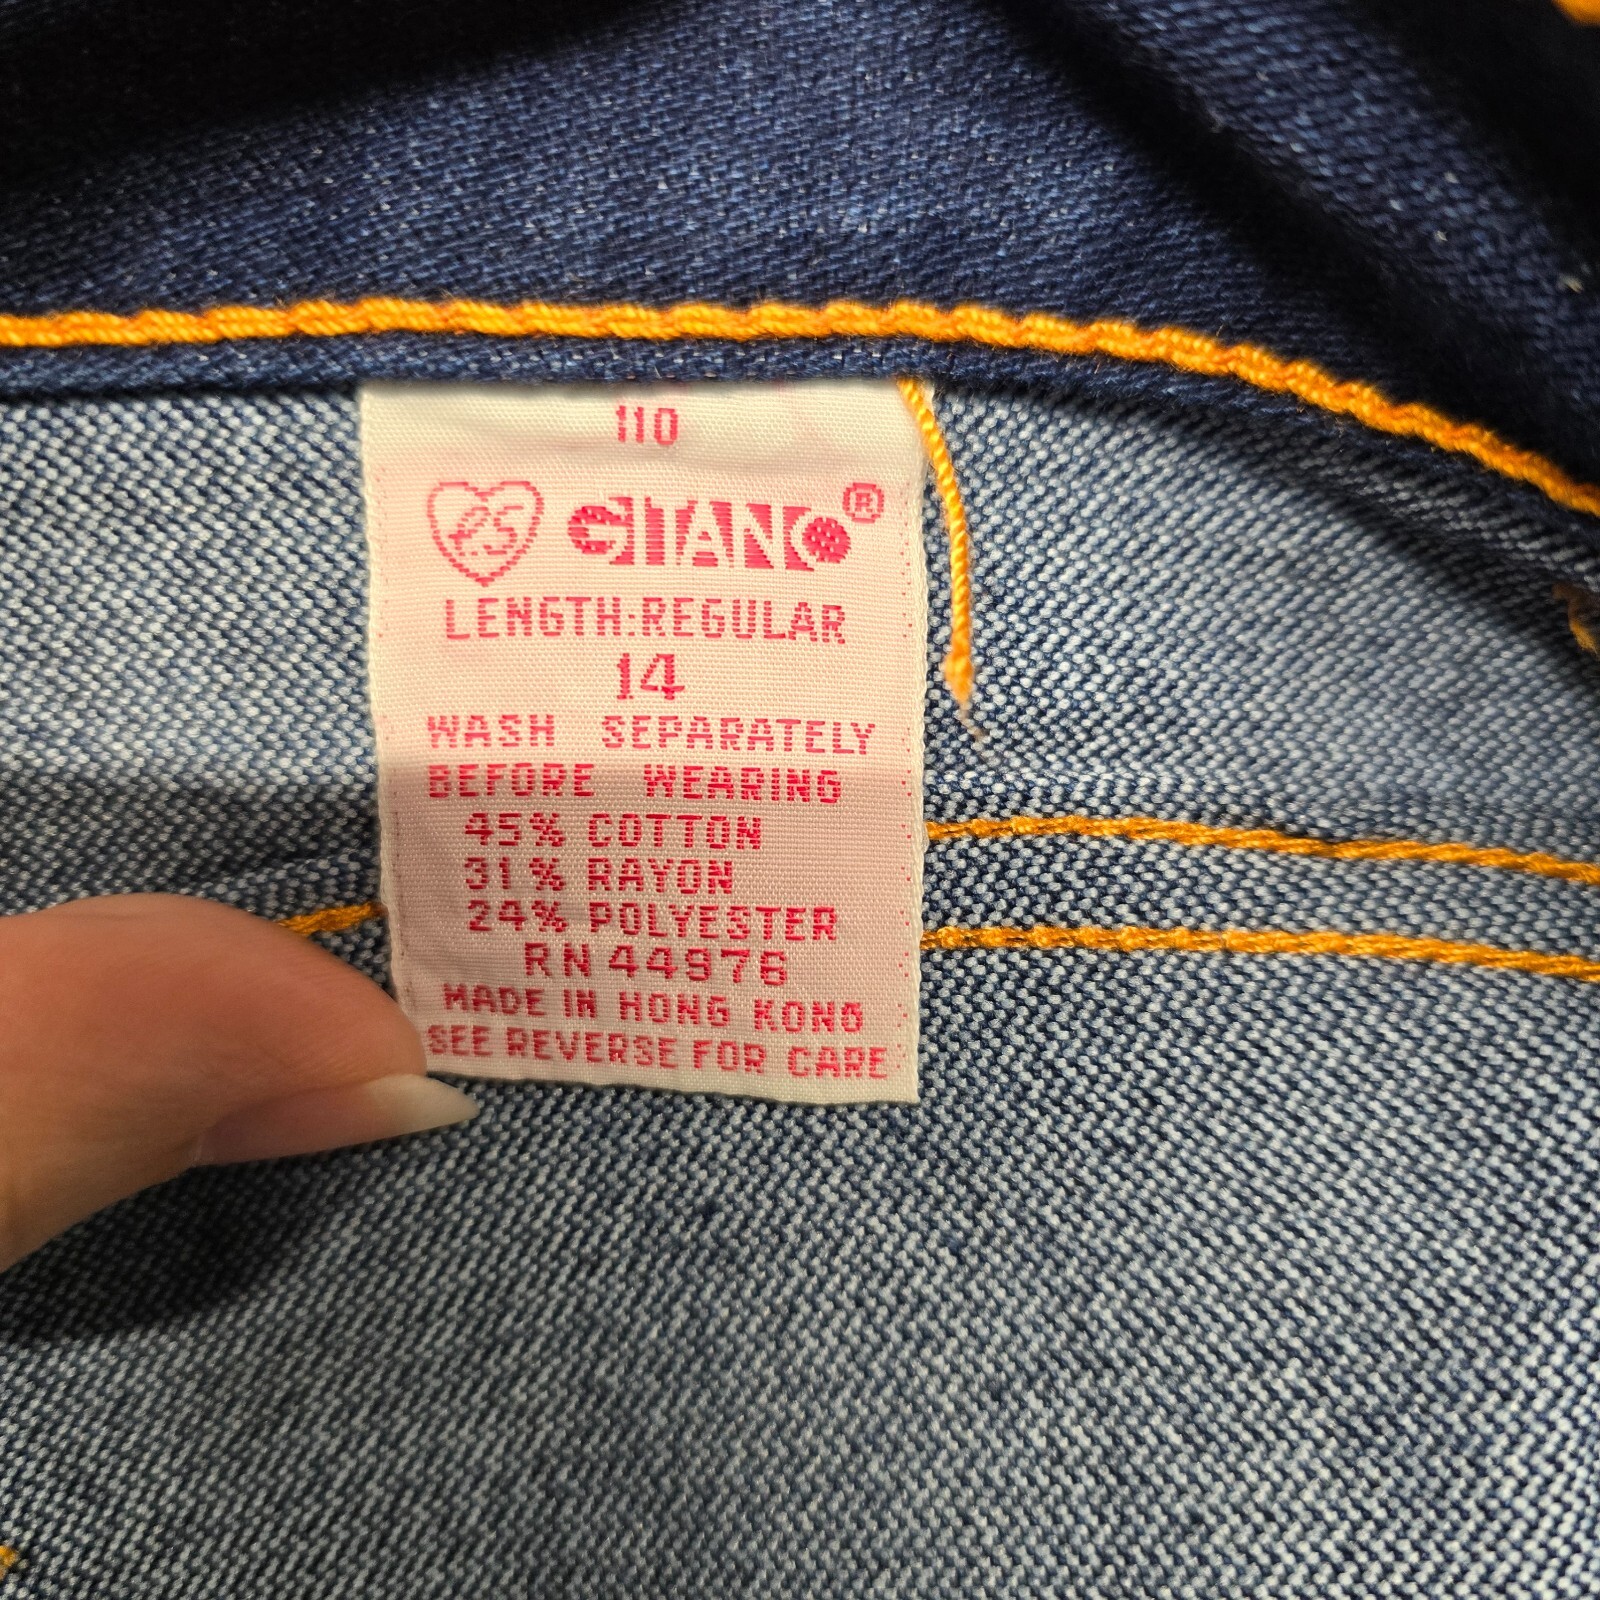 110
P.S GITANO®
LENGTH:REGULAR
14
WASH SEPARATELY
BEFORE WEARING
45% COTTON
31% RAYON
24% POLYESTER
RN 44976
MADE IN HONG KONG
SEE REVERSE FOR CARE